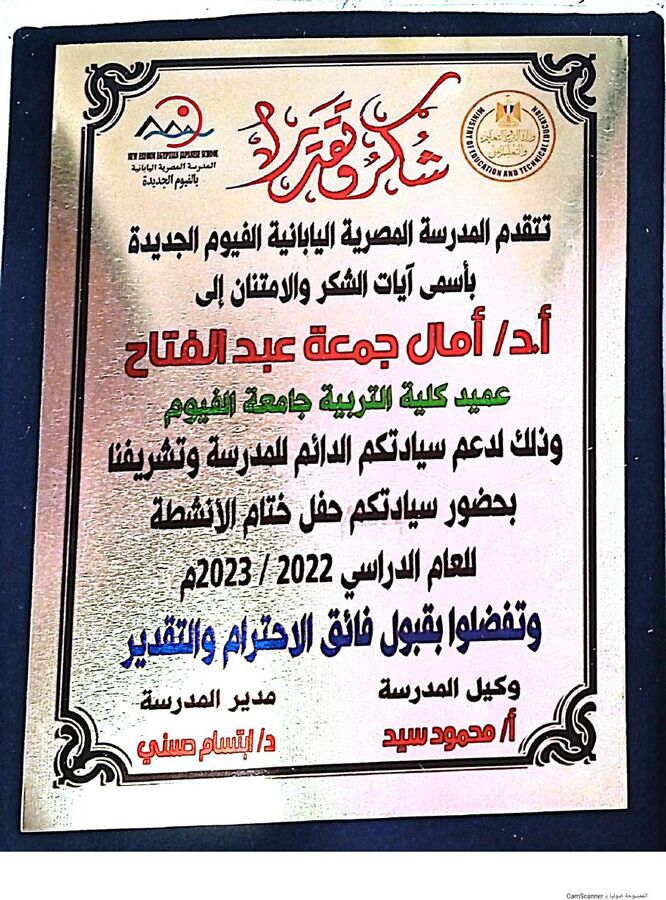 NEW FAYOUM EGYPTIAN JAPANESE SCHOOL
المدرسة المصرية اليابانية
بالفيوم الجديدة
شكر وتقدير
MINISTRY OF EDUCATION AND TECHNICAL EDUCATION
وزارة التربية والتعليم
والتعليم الفني
تتقدم المدرسة المصرية اليابانية الفيوم الجديدة
بأسمى آيات الشكر والامتنان إلى
أ.د/ أمال جمعة عبد الفتاح
عميد كلية التربية جامعة الفيوم
وذلك لدعم سيادتكم الدائم للمدرسة وتشريفنا
بحضور سيادتكم حفل ختام الأنشطة
للعام الدراسي 2022 / 2023م
وتفضلوا بقبول فائق الاحترام والتقدير
وكيل المدرسة
أ/ محمود سيد
مدير المدرسة
د/ ابتسام حسني
الممسوحة ضوئيا بـ CamScanner